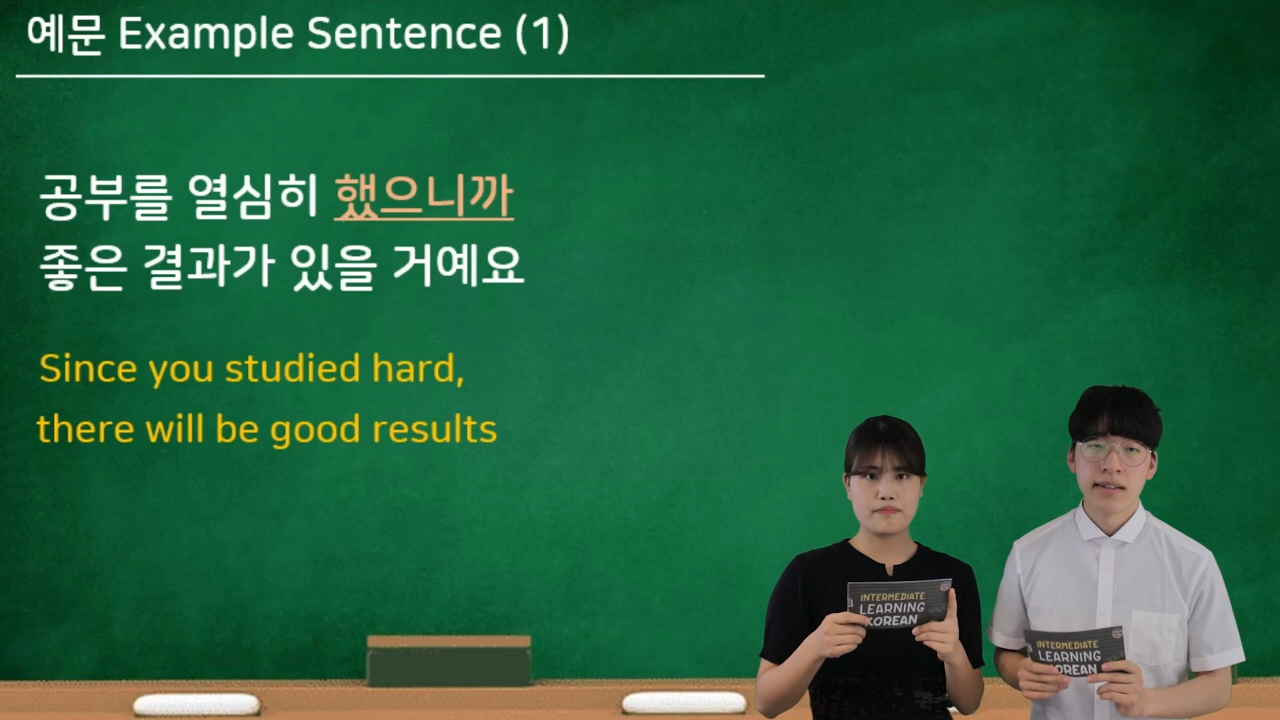 예문 Example Sentence (1)
공부를 열심히 했으니까
좋은 결과가 있을 거예요
Since you studied hard,
there will be good results
INTERMEDIATE
LEARNING
KOREAN
INTERMEDIATE
LEARNING
KOREAN